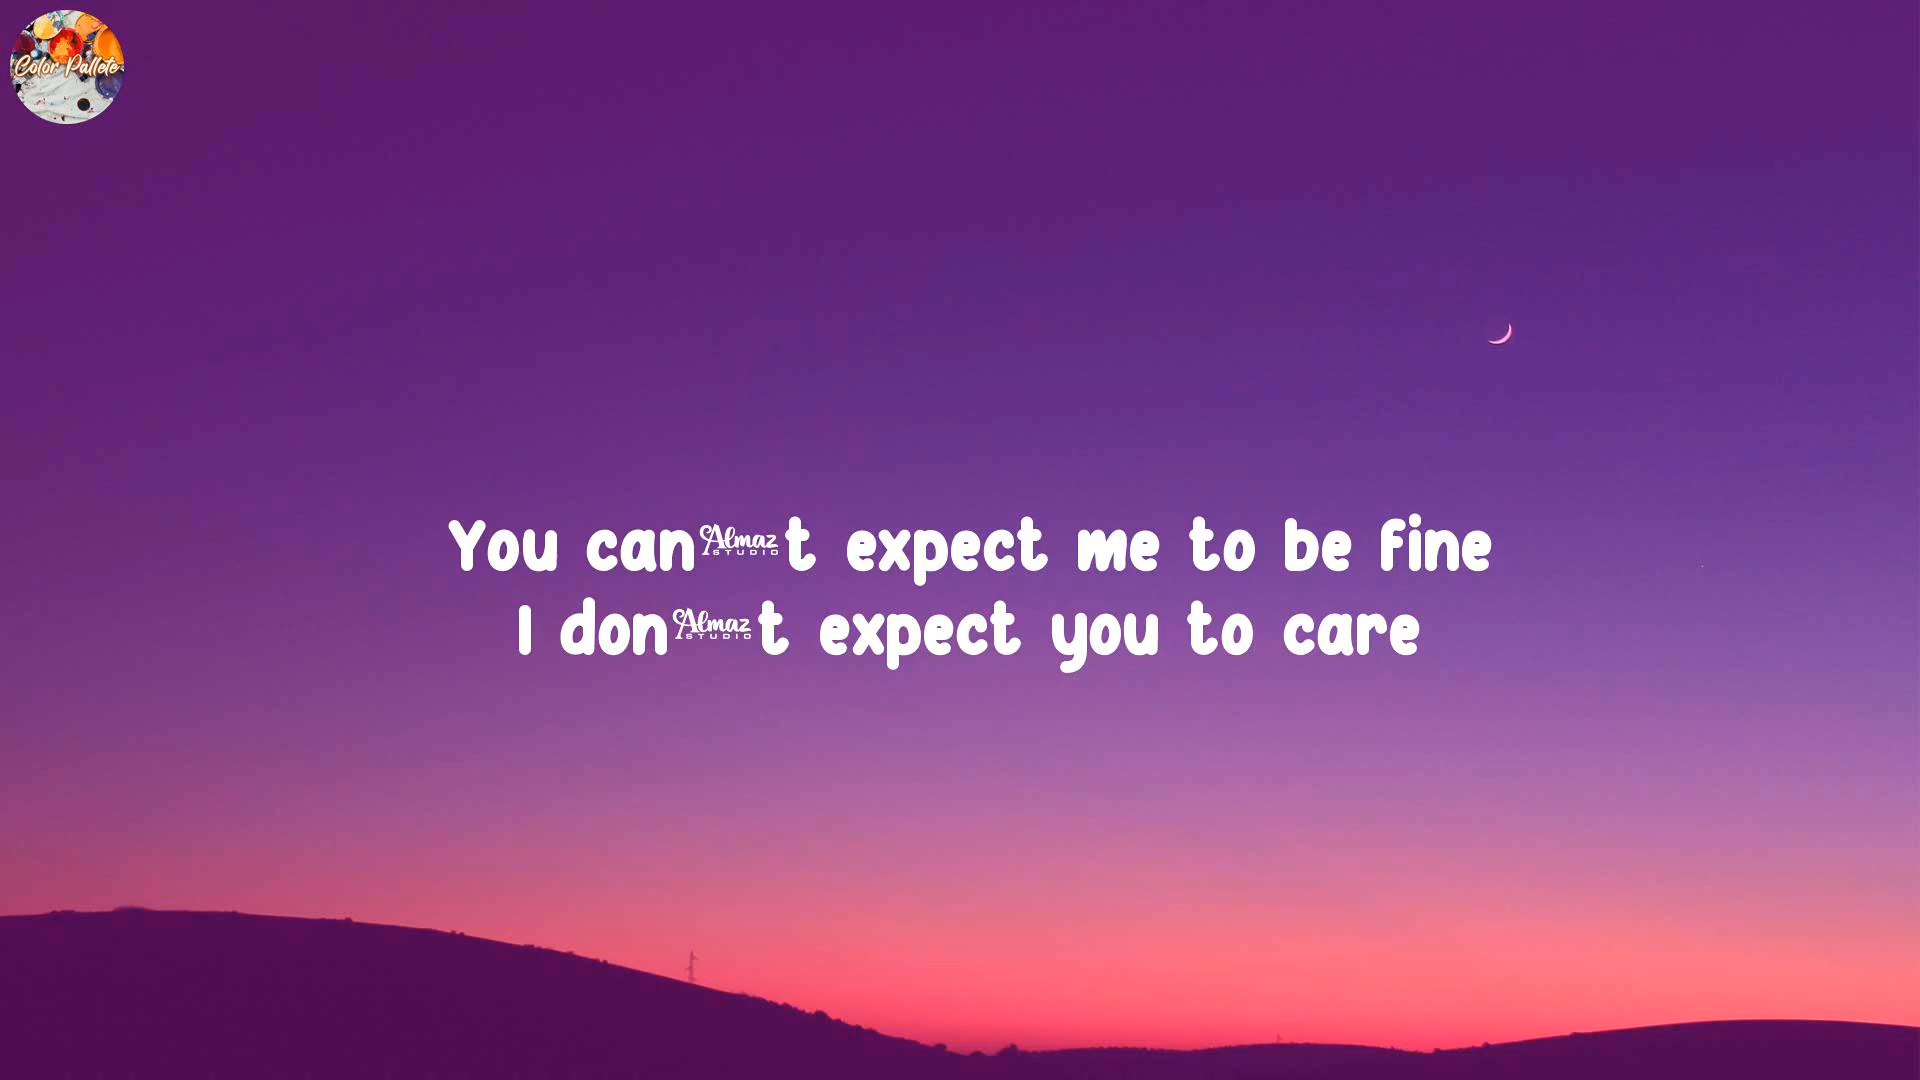 Color Pallete
You can Almaz STUDIO t expect me to be fine
I don Almaz STUDIO t expect you to care